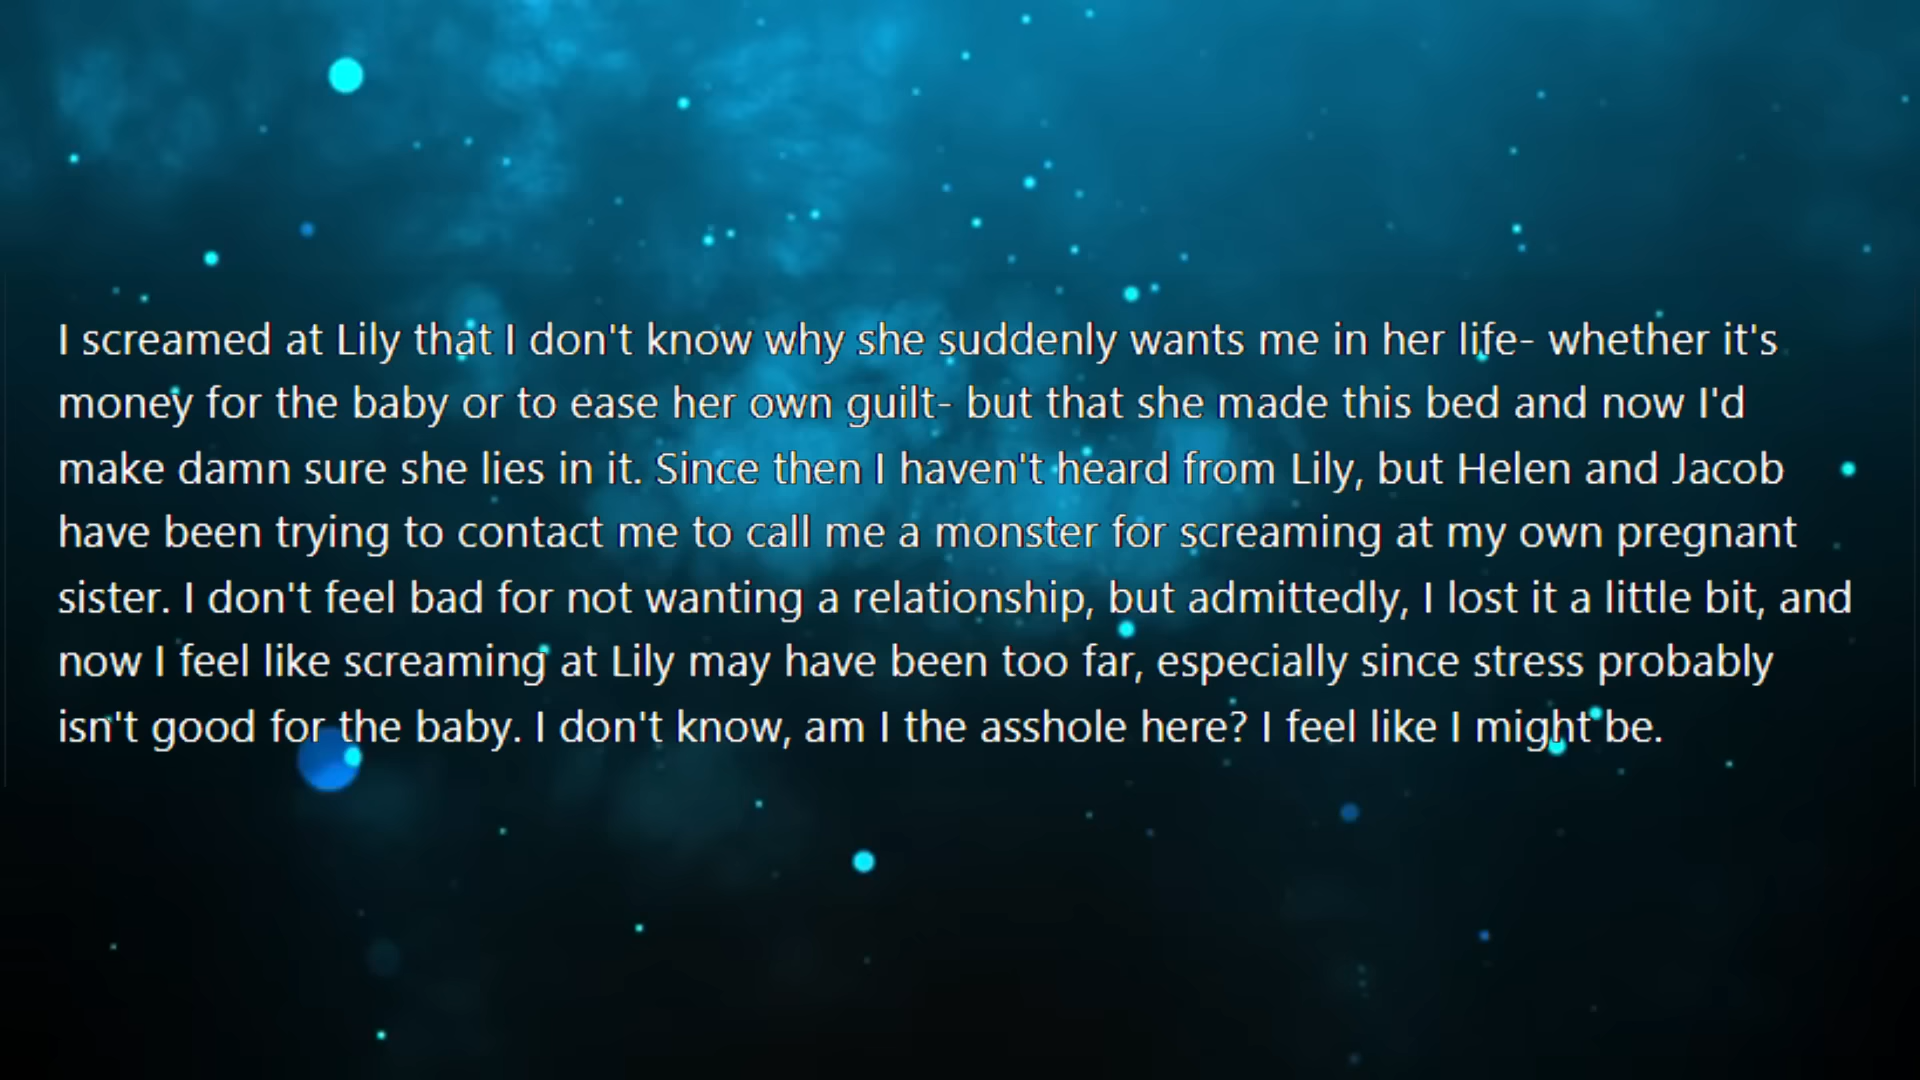 I screamed at Lily that I don't know why she suddenly wants me in her life- whether it's
money for the baby or to ease her own guilt- but that she made this bed and now I'd
make damn sure she lies in it. Since then I haven't heard from Lily, but Helen and Jacob
have been trying to contact me to call me a monster for screaming at my own pregnant
sister. I don't feel bad for not wanting a relationship, but admittedly, I lost it a little bit, and
now I feel like screaming at Lily may have been too far, especially since stress probably
isn't good for the baby. I don't know, am I the asshole here? I feel like I might be.